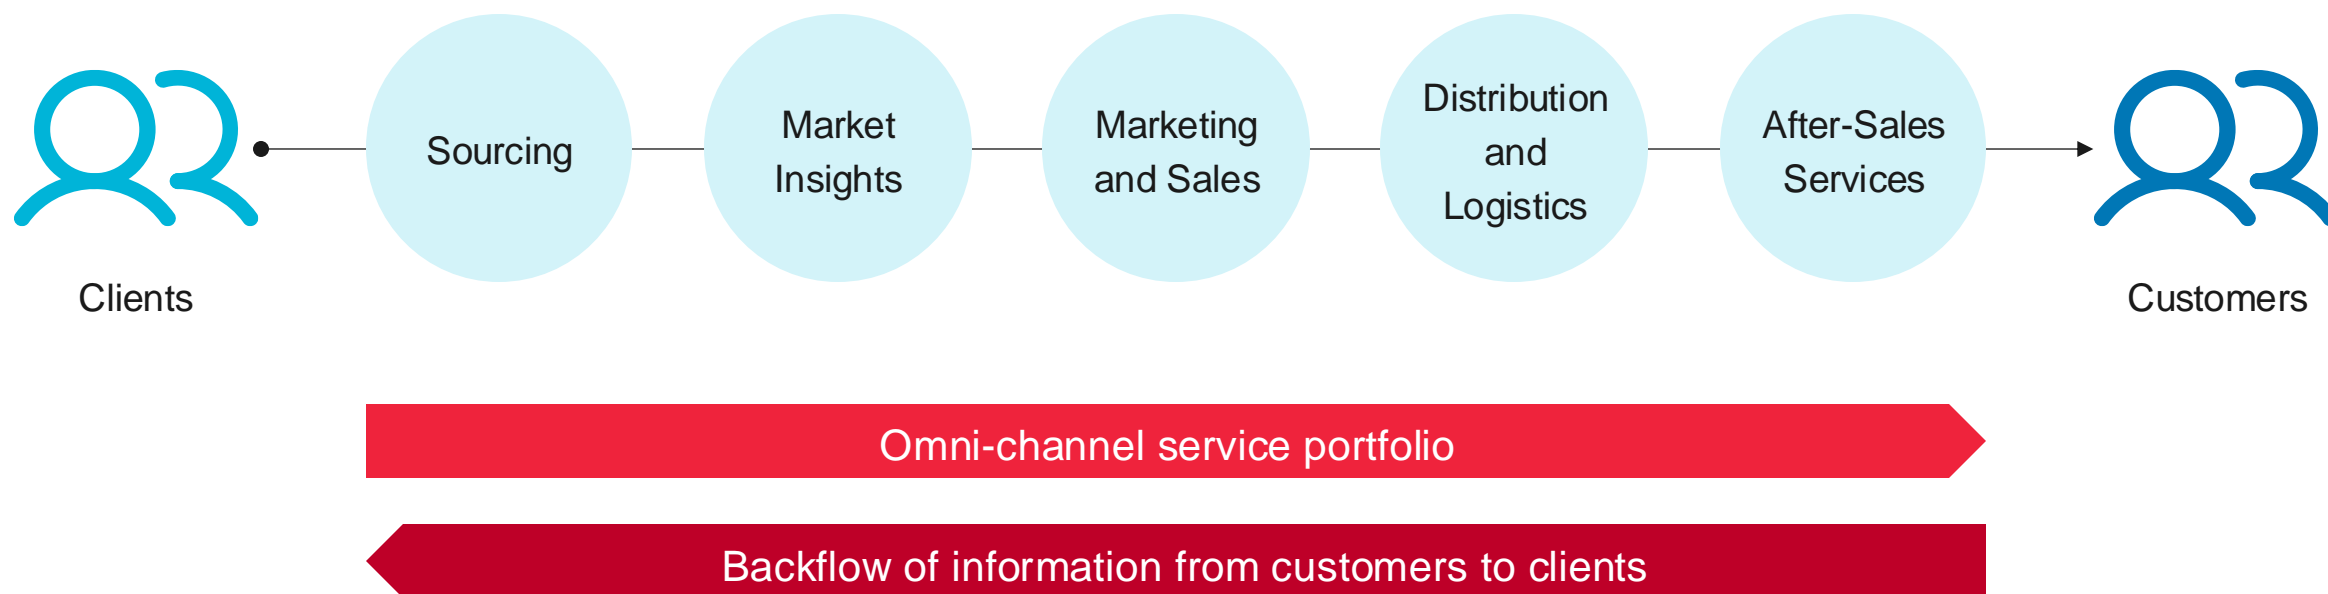 Sourcing
Market
Insights
Marketing
and Sales
Distribution
and
Logistics
After-Sales
Services
Clients
Customers
Omni-channel service portfolio
Backflow of information from customers to clients